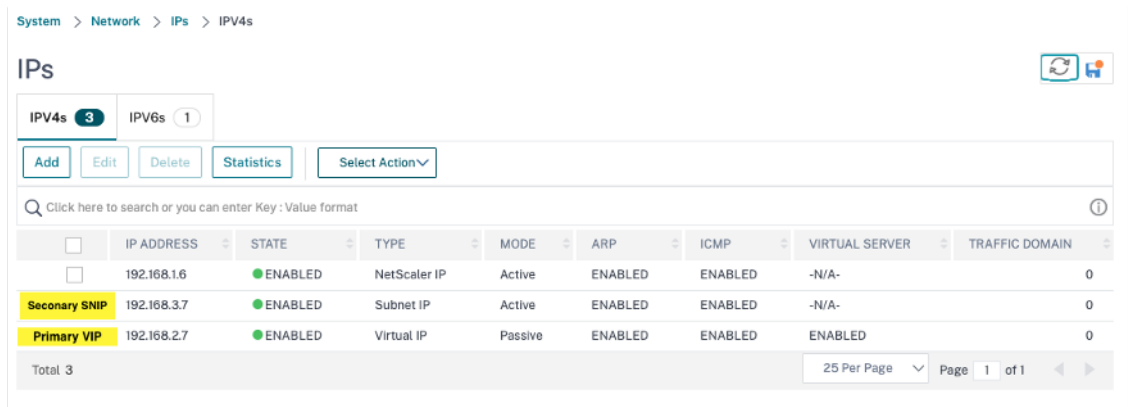 System > Network > IPs > IPV4s
IPs
IPV4s 3 IPV6s 1
Add Edit Delete Statistics Select Action
Click here to search or you can enter Key : Value format
IP ADDRESS STATE TYPE MODE ARP ICMP VIRTUAL SERVER TRAFFIC DOMAIN
192.168.1.6 ENABLED NetScaler IP Active ENABLED ENABLED -N/A- 0
Seconary SNIP 192.168.3.7 ENABLED Subnet IP Active ENABLED ENABLED -N/A- 0
Primary VIP 192.168.2.7 ENABLED Virtual IP Passive ENABLED ENABLED ENABLED 0
Total 3 25 Per Page Page 1 of 1